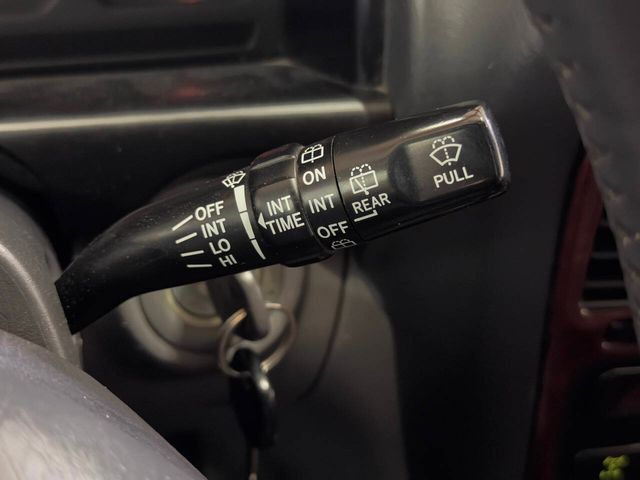 OFF
INT
LO
HI
INT
TIME
ON
INT
OFF
REAR
PULL